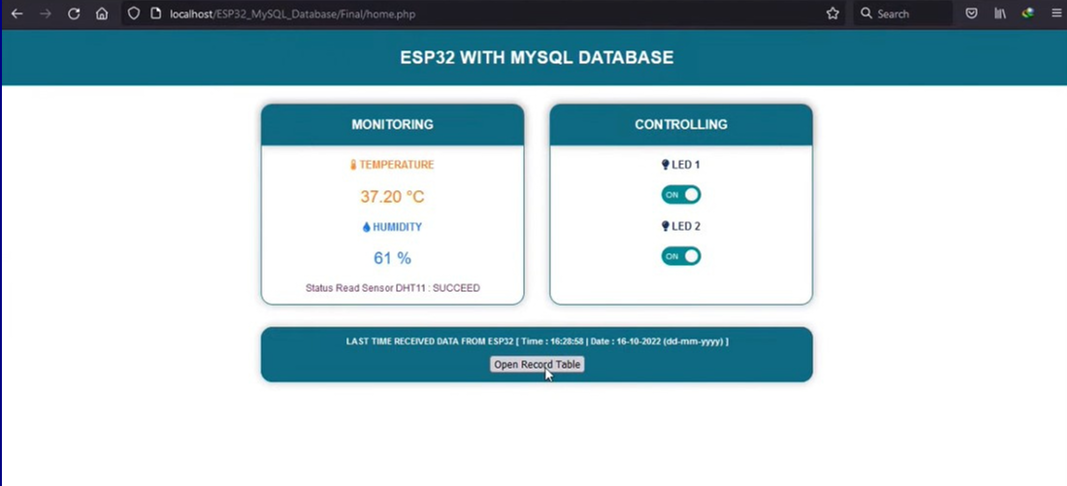 localhost/ESP32_MySQL_Database/Final/home.php
Search
ESP32 WITH MYSQL DATABASE
MONITORING
TEMPERATURE
37.20 °C
HUMIDITY
61 %
Status Read Sensor DHT11 : SUCCEED
CONTROLLING
LED 1
ON
LED 2
ON
LAST TIME RECEIVED DATA FROM ESP32 [ Time : 16:28:58 | Date : 16-10-2022 (dd-mm-yyyy) ]
Open Record Table